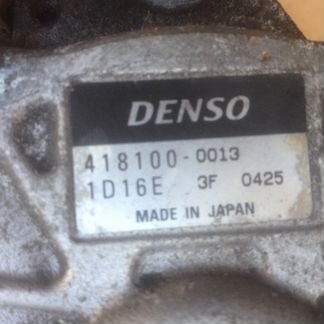 DENSO
418100-0013
1D16E 3F 0425
MADE IN JAPAN